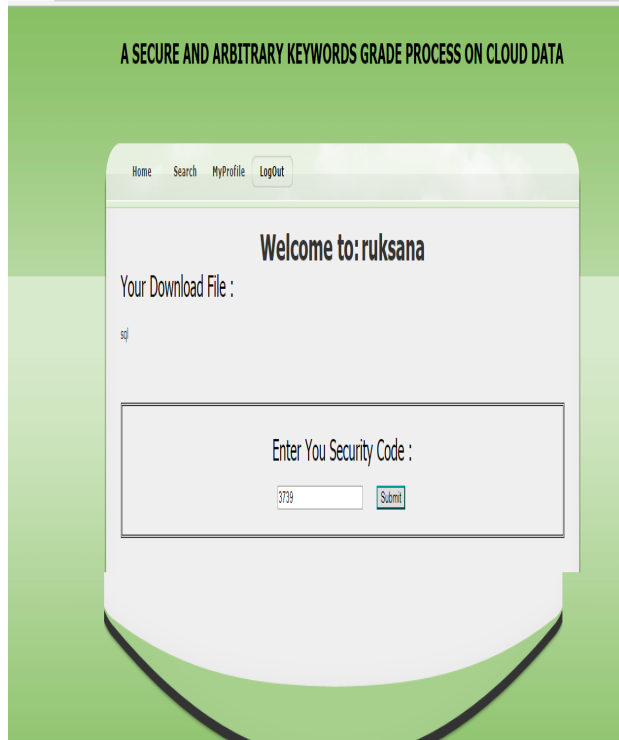 A SECURE AND ARBITRARY KEYWORDS GRADE PROCESS ON CLOUD DATA
Home Search MyProfile LogOut
Welcome to: ruksana
Your Download File :
sql
Enter You Security Code :
3739 Submit